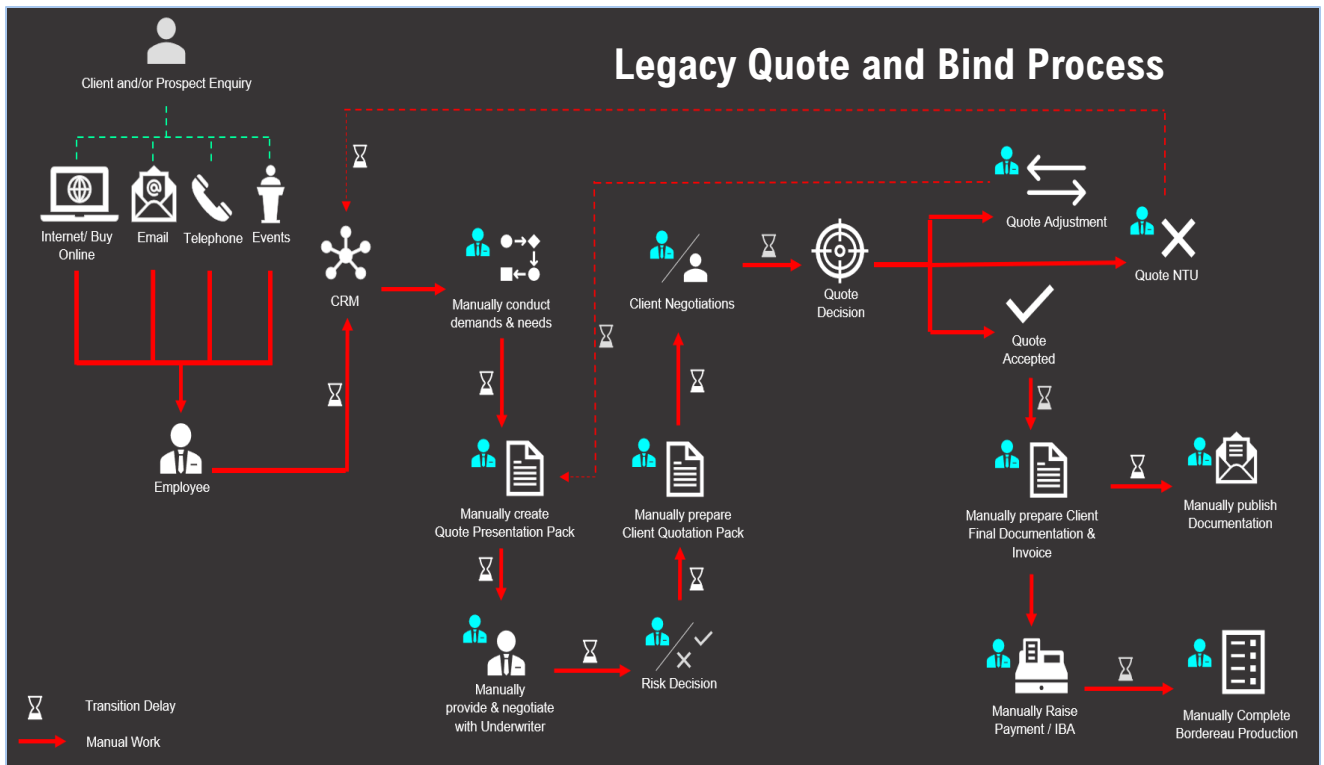 Legacy Quote and Bind Process
Client and/or Prospect Enquiry
Internet/ Buy
Online
Email
Telephone
Events
Employee
CRM
Manually conduct
demands & needs
Manually create
Quote Presentation Pack
Manually
provide & negotiate
with Underwriter
Risk Decision
Manually prepare
Client Quotation Pack
Client Negotiations
Quote
Decision
Quote Adjustment
Quote NTU
Quote
Accepted
Manually prepare Client
Final Documentation &
Invoice
Manually publish
Documentation
Manually Raise
Payment / IBA
Manually Complete
Bordereau Production
Transition Delay
Manual Work